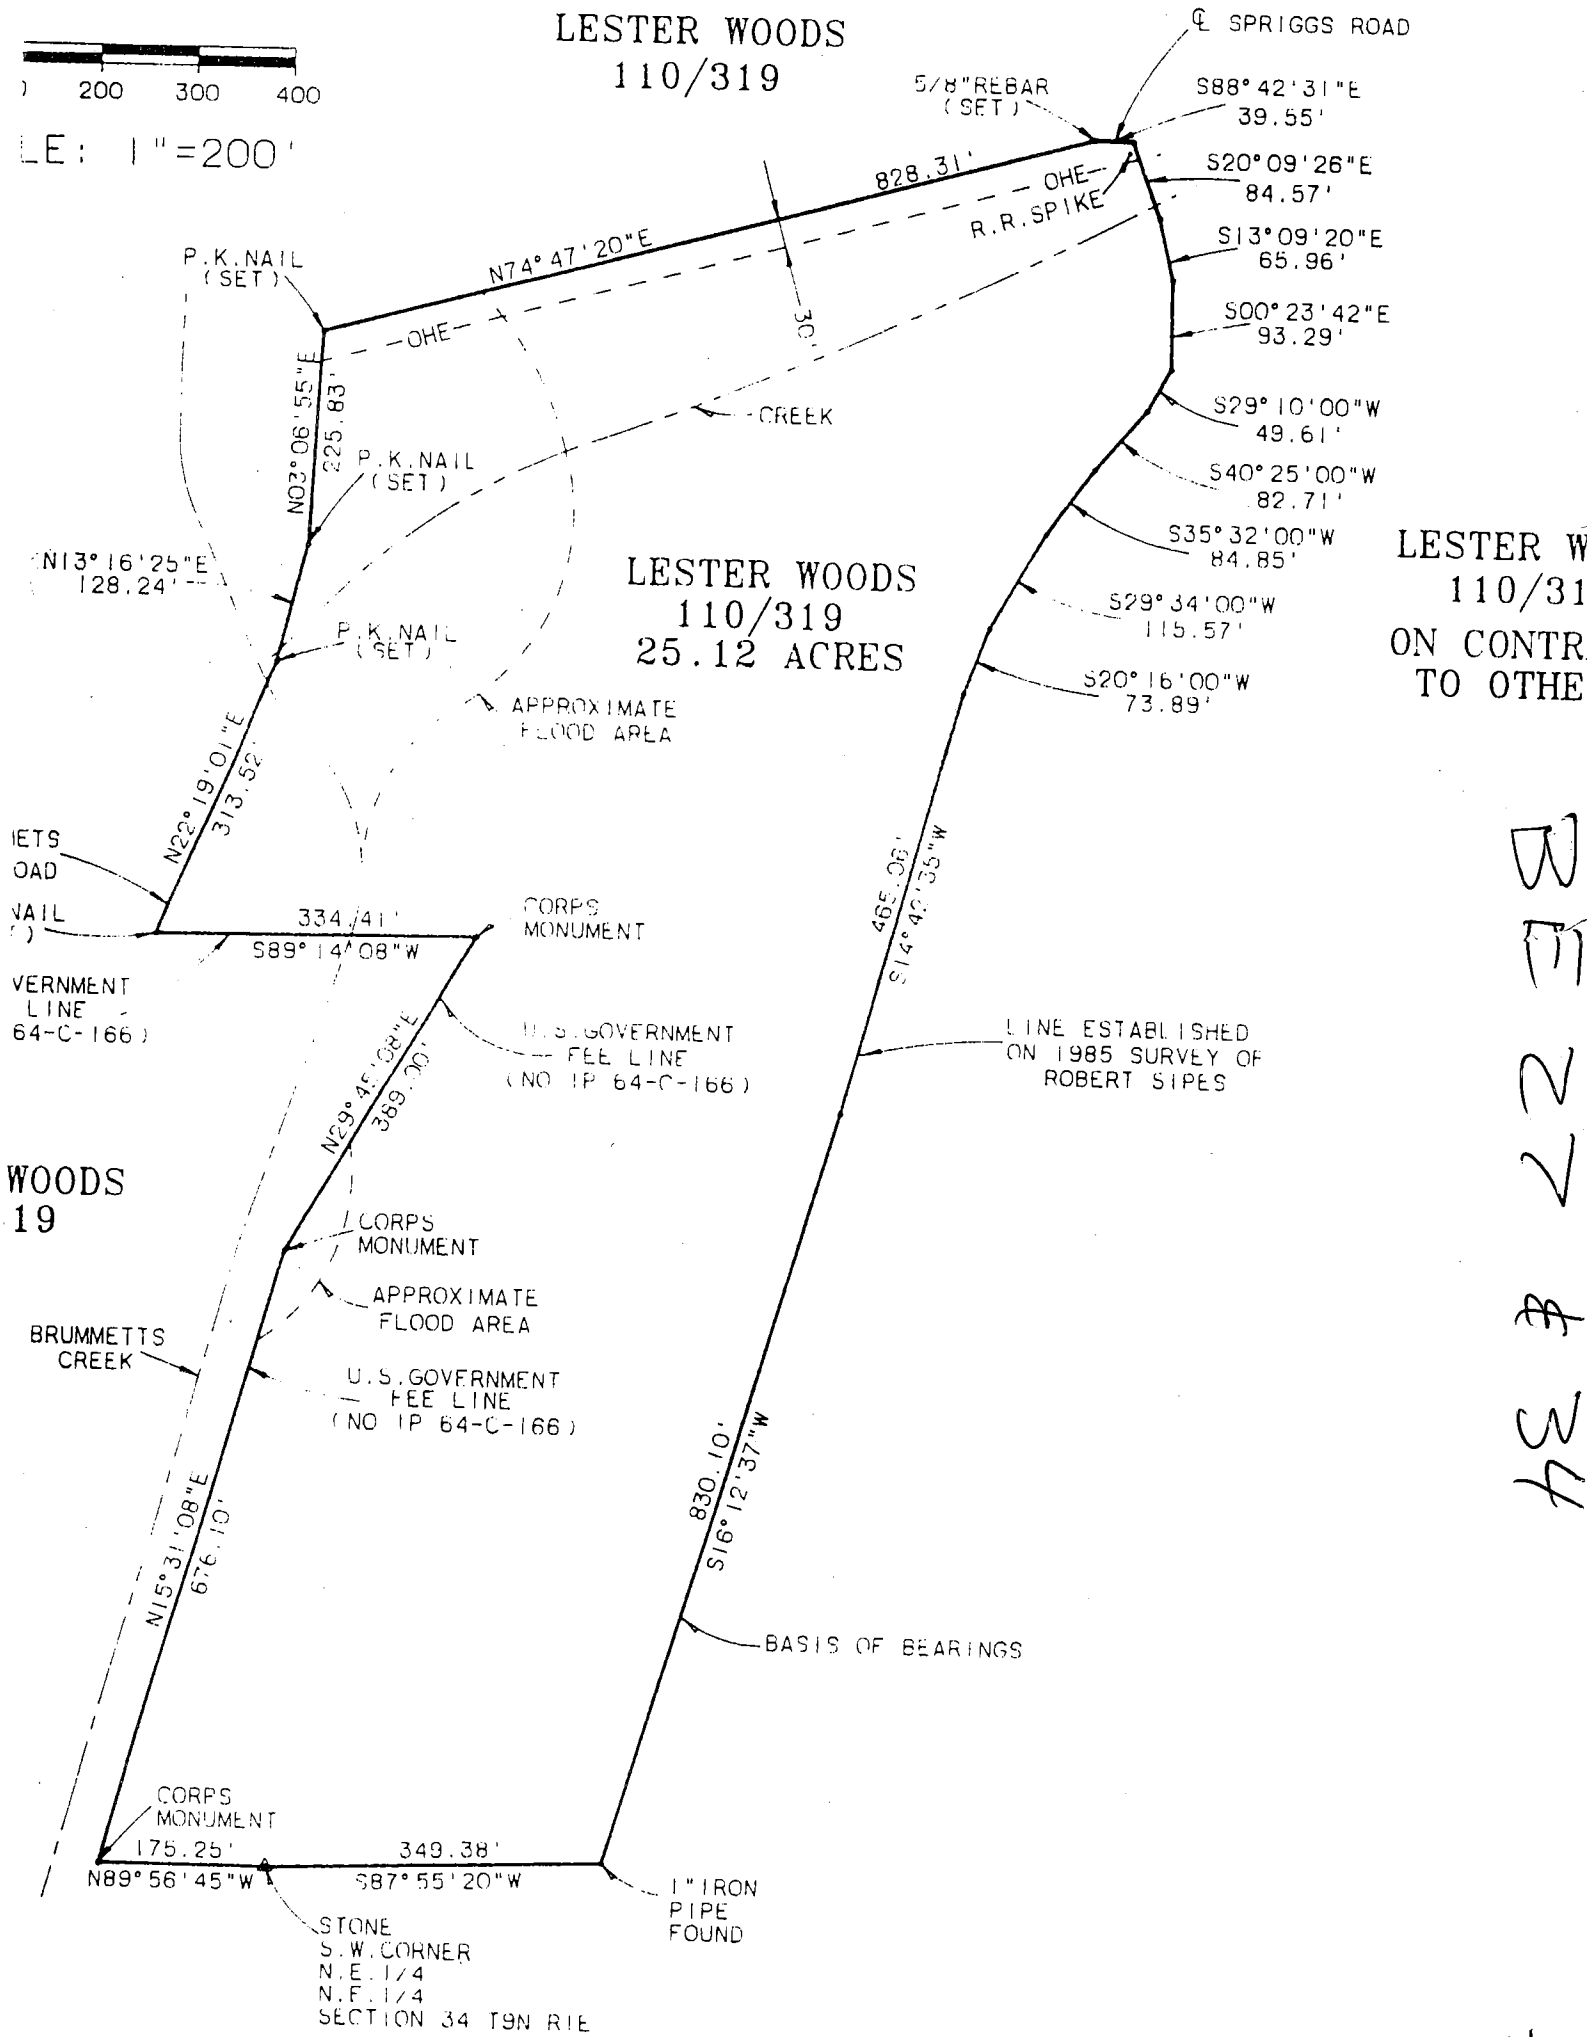 200 300 400
LE: 1"=200'
LESTER WOODS
110/319
℄ SPRIGGS ROAD
5/8"REBAR
(SET)
S88°42'31"E
39.55'
828.31'
N74°47'20"E
OHE
R.R.SPIKE
S20°09'26"E
84.57'
S13°09'20"E
65.96'
P.K.NAIL
(SET)
OHE
30'
S00°23'42"E
93.29'
N03°06'55"E
225.83'
CREEK
S29°10'00"W
49.61'
P.K.NAIL
(SET)
S40°25'00"W
82.71'
S35°32'00"W
84.85'
N13°16'25"E
128.24'
LESTER WOODS
110/319
25.12 ACRES
LESTER W
110/31
ON CONTR
TO OTHE
S29°34'00"W
115.57'
P.K.NAIL
(SET)
S20°16'00"W
73.89'
APPROXIMATE
FLOOD AREA
N22°19'01"E
313.52'
ETS
OAD
NAIL
334.41'
S89°14'08"W
CORPS
MONUMENT
465.06'
S14°42'35"W
VERNMENT
LINE
64-C-166)
U.S.GOVERNMENT
FEE LINE
(NO IP 64-C-166)
N29°45'08"E
389.00'
LINE ESTABLISHED
ON 1985 SURVEY OF
ROBERT SIPES
WOODS
19
CORPS
MONUMENT
APPROXIMATE
FLOOD AREA
BRUMMETTS
CREEK
U.S.GOVERNMENT
FEE LINE
(NO IP 64-C-166)
N15°31'08"E
676.10'
830.10'
S16°12'37"W
BASIS OF BEARINGS
CORPS
MONUMENT
175.25'
N89°56'45"W
349.38'
S87°55'20"W
1"IRON
PIPE
FOUND
STONE
S.W.CORNER
N.E.1/4
N.E.1/4
SECTION 34 T9N R1E